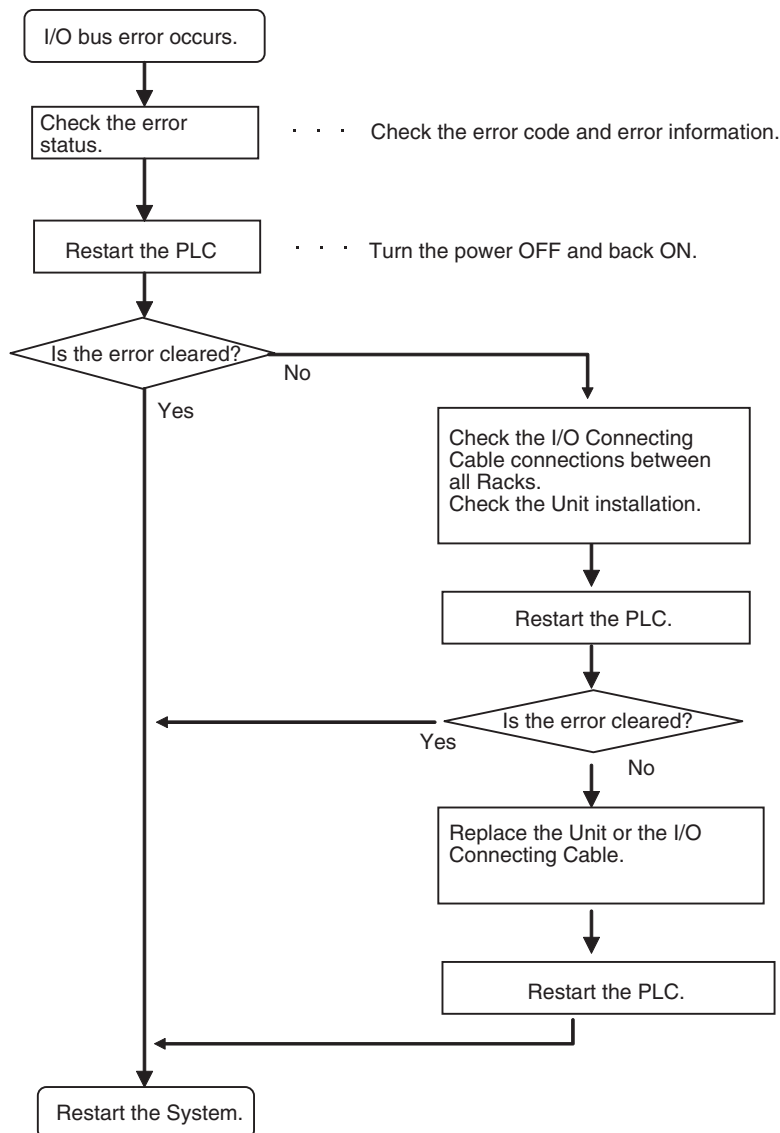 I/O bus error occurs.
Check the error
status.
· · · Check the error code and error information.
Restart the PLC
· · · Turn the power OFF and back ON.
Is the error cleared?
No
Yes
Check the I/O Connecting
Cable connections between
all Racks.
Check the Unit installation.
Restart the PLC.
Is the error cleared?
Yes
No
Replace the Unit or the I/O
Connecting Cable.
Restart the PLC.
Restart the System.